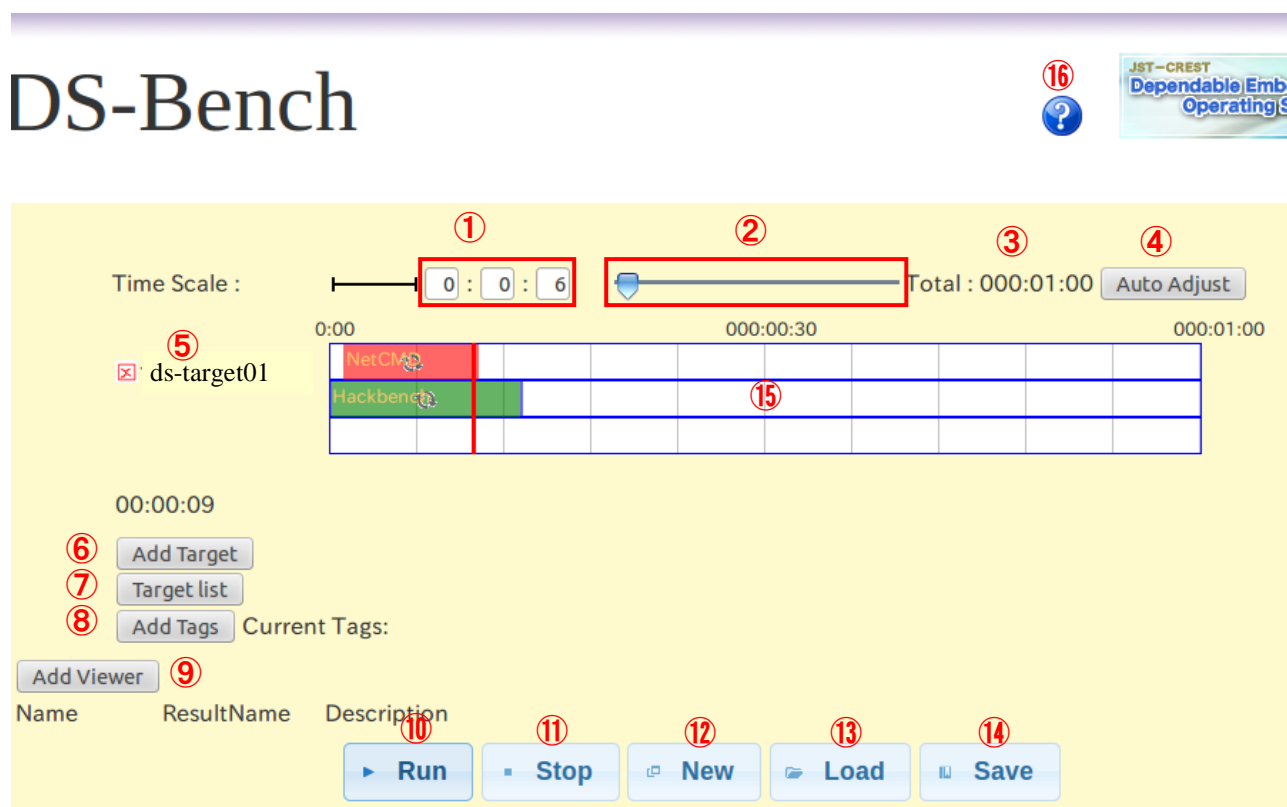 DS-Bench
⑯
JST-CREST
Dependable Emb
Operating S
① ② ③ ④
Time Scale : 0 : 0 : 6 Total : 000:01:00 Auto Adjust
0:00 000:00:30 000:01:00
⑤
ds-target01
NetCMD
Hackbench ⑮
00:00:09
⑥ Add Target
⑦ Target list
⑧ Add Tags Current Tags:
Add Viewer ⑨
Name ResultName Description
⑩ ⑪ ⑫ ⑬ ⑭
Run Stop New Load Save